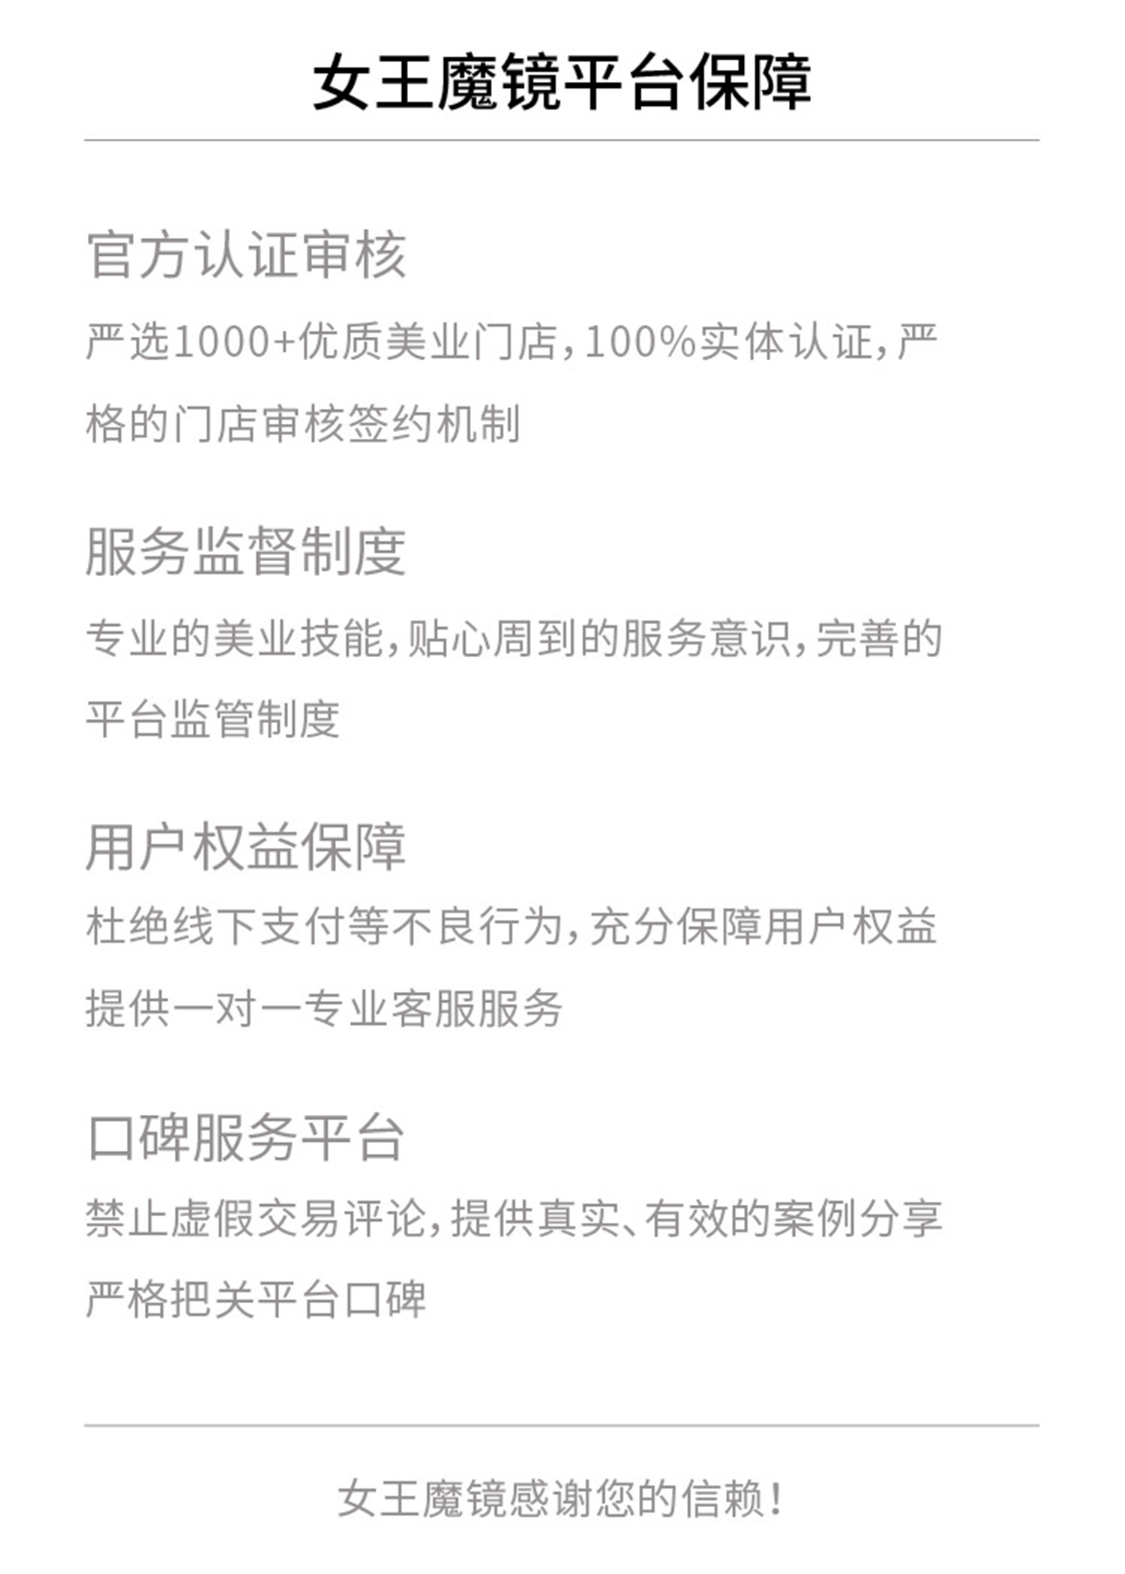 女王魔镜平台保障
官方认证审核
严选1000+优质美业门店，100%实体认证，严
格的门店审核签约机制
服务监督制度
专业的美业技能，贴心周到的服务意识，完善的
平台监管制度
用户权益保障
杜绝线下支付等不良行为，充分保障用户权益
提供一对一专业客服服务
口碑服务平台
禁止虚假交易评论，提供真实、有效的案例分享
严格把关平台口碑
女王魔镜感谢您的信赖！